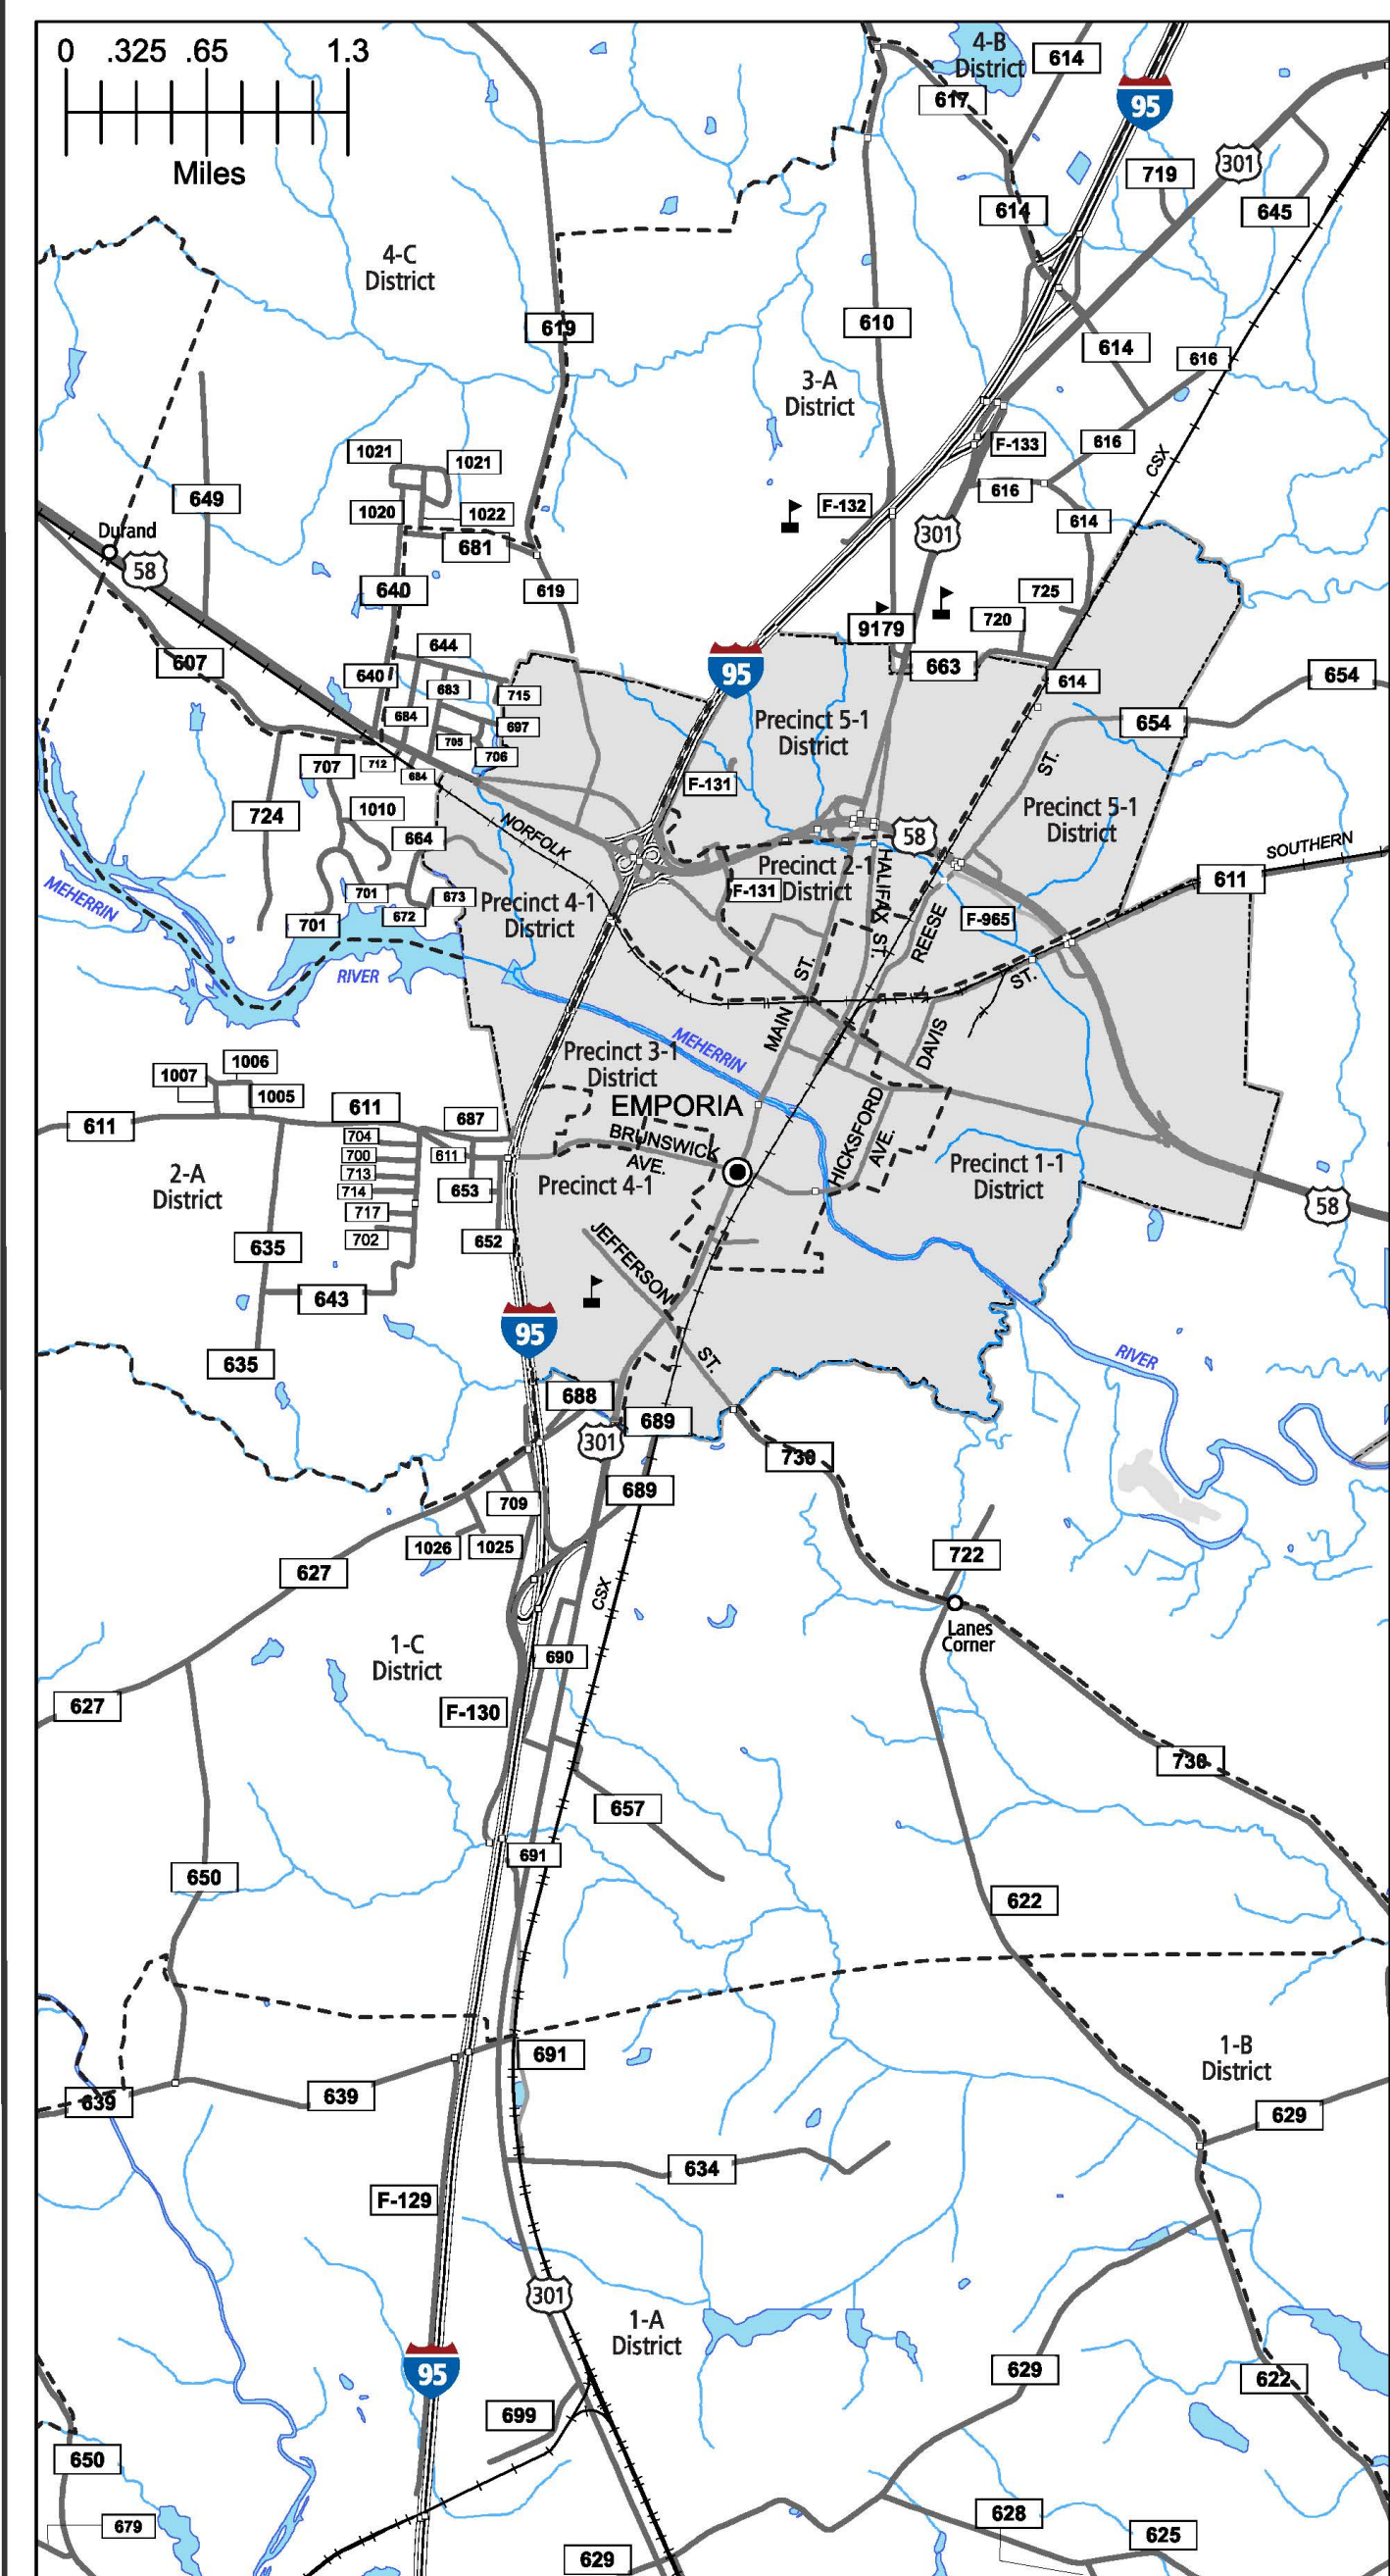 0 .325 .65 1.3
Miles
4-B
District
614
617
95
301
719
614
645
4-C
District
619
610
614
616
3-A
District
1021
1021
F-133
616
CSX
649
1020
1022
F-132
616
614
Durand
58
681
301
640
619
725
720
9179
644
607
95
663
640
683
715
614
654
684
697
654
Precinct 5-1
District
705
706
707
712
684
ST.
F-131
1010
724
664
NORFOLK
Precinct 5-1
District
58
SOUTHERN
MEHERRIN
701
673
672
701
Precinct 4-1
District
Precinct 2-1
District
F-131
HALIFAX ST.
REESE
F-965
611
RIVER
ST.
ST.
MAIN
DAVIS
MEHERRIN
Precinct 3-1
District
1006
1007
1005
EMPORIA
611
611
687
704
700
611
713
714
653
717
702
652
BRUNSWICK
AVE.
HICKSFORD
AVE.
Precinct 4-1
Precinct 1-1
District
2-A
District
58
635
643
JEFFERSON
ST.
95
635
RIVER
688
689
301
730
689
709
1026
1025
627
722
CSX
Lanes
Corner
1-C
District
690
627
F-130
730
657
691
650
622
1-B
District
691
639
639
629
634
F-129
301
1-A
District
95
629
622
699
650
679
628
625
629